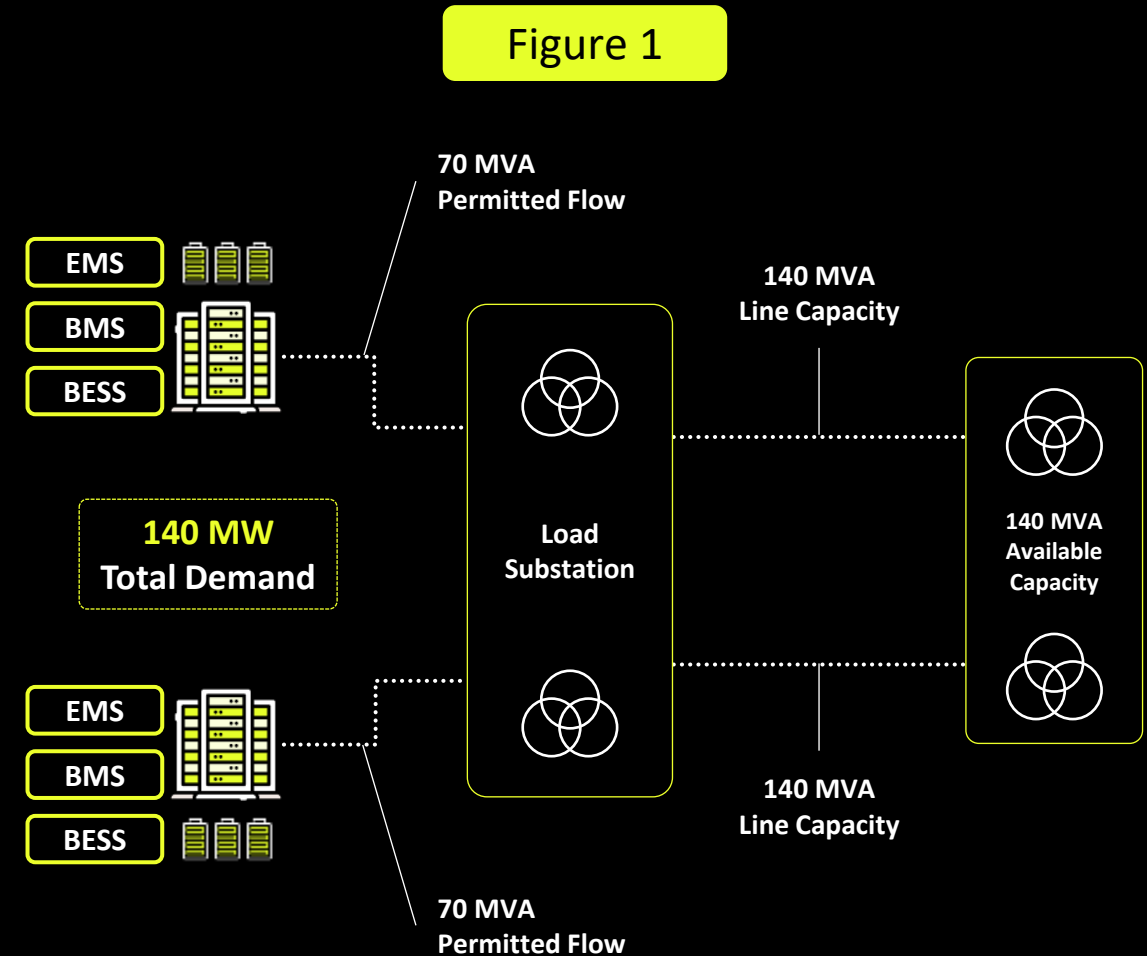 Figure 1
70 MVA
Permitted Flow
EMS
BMS
BESS
140 MVA
Line Capacity
140 MW
Total Demand
Load
Substation
140 MVA
Available
Capacity
EMS
BMS
BESS
140 MVA
Line Capacity
70 MVA
Permitted Flow